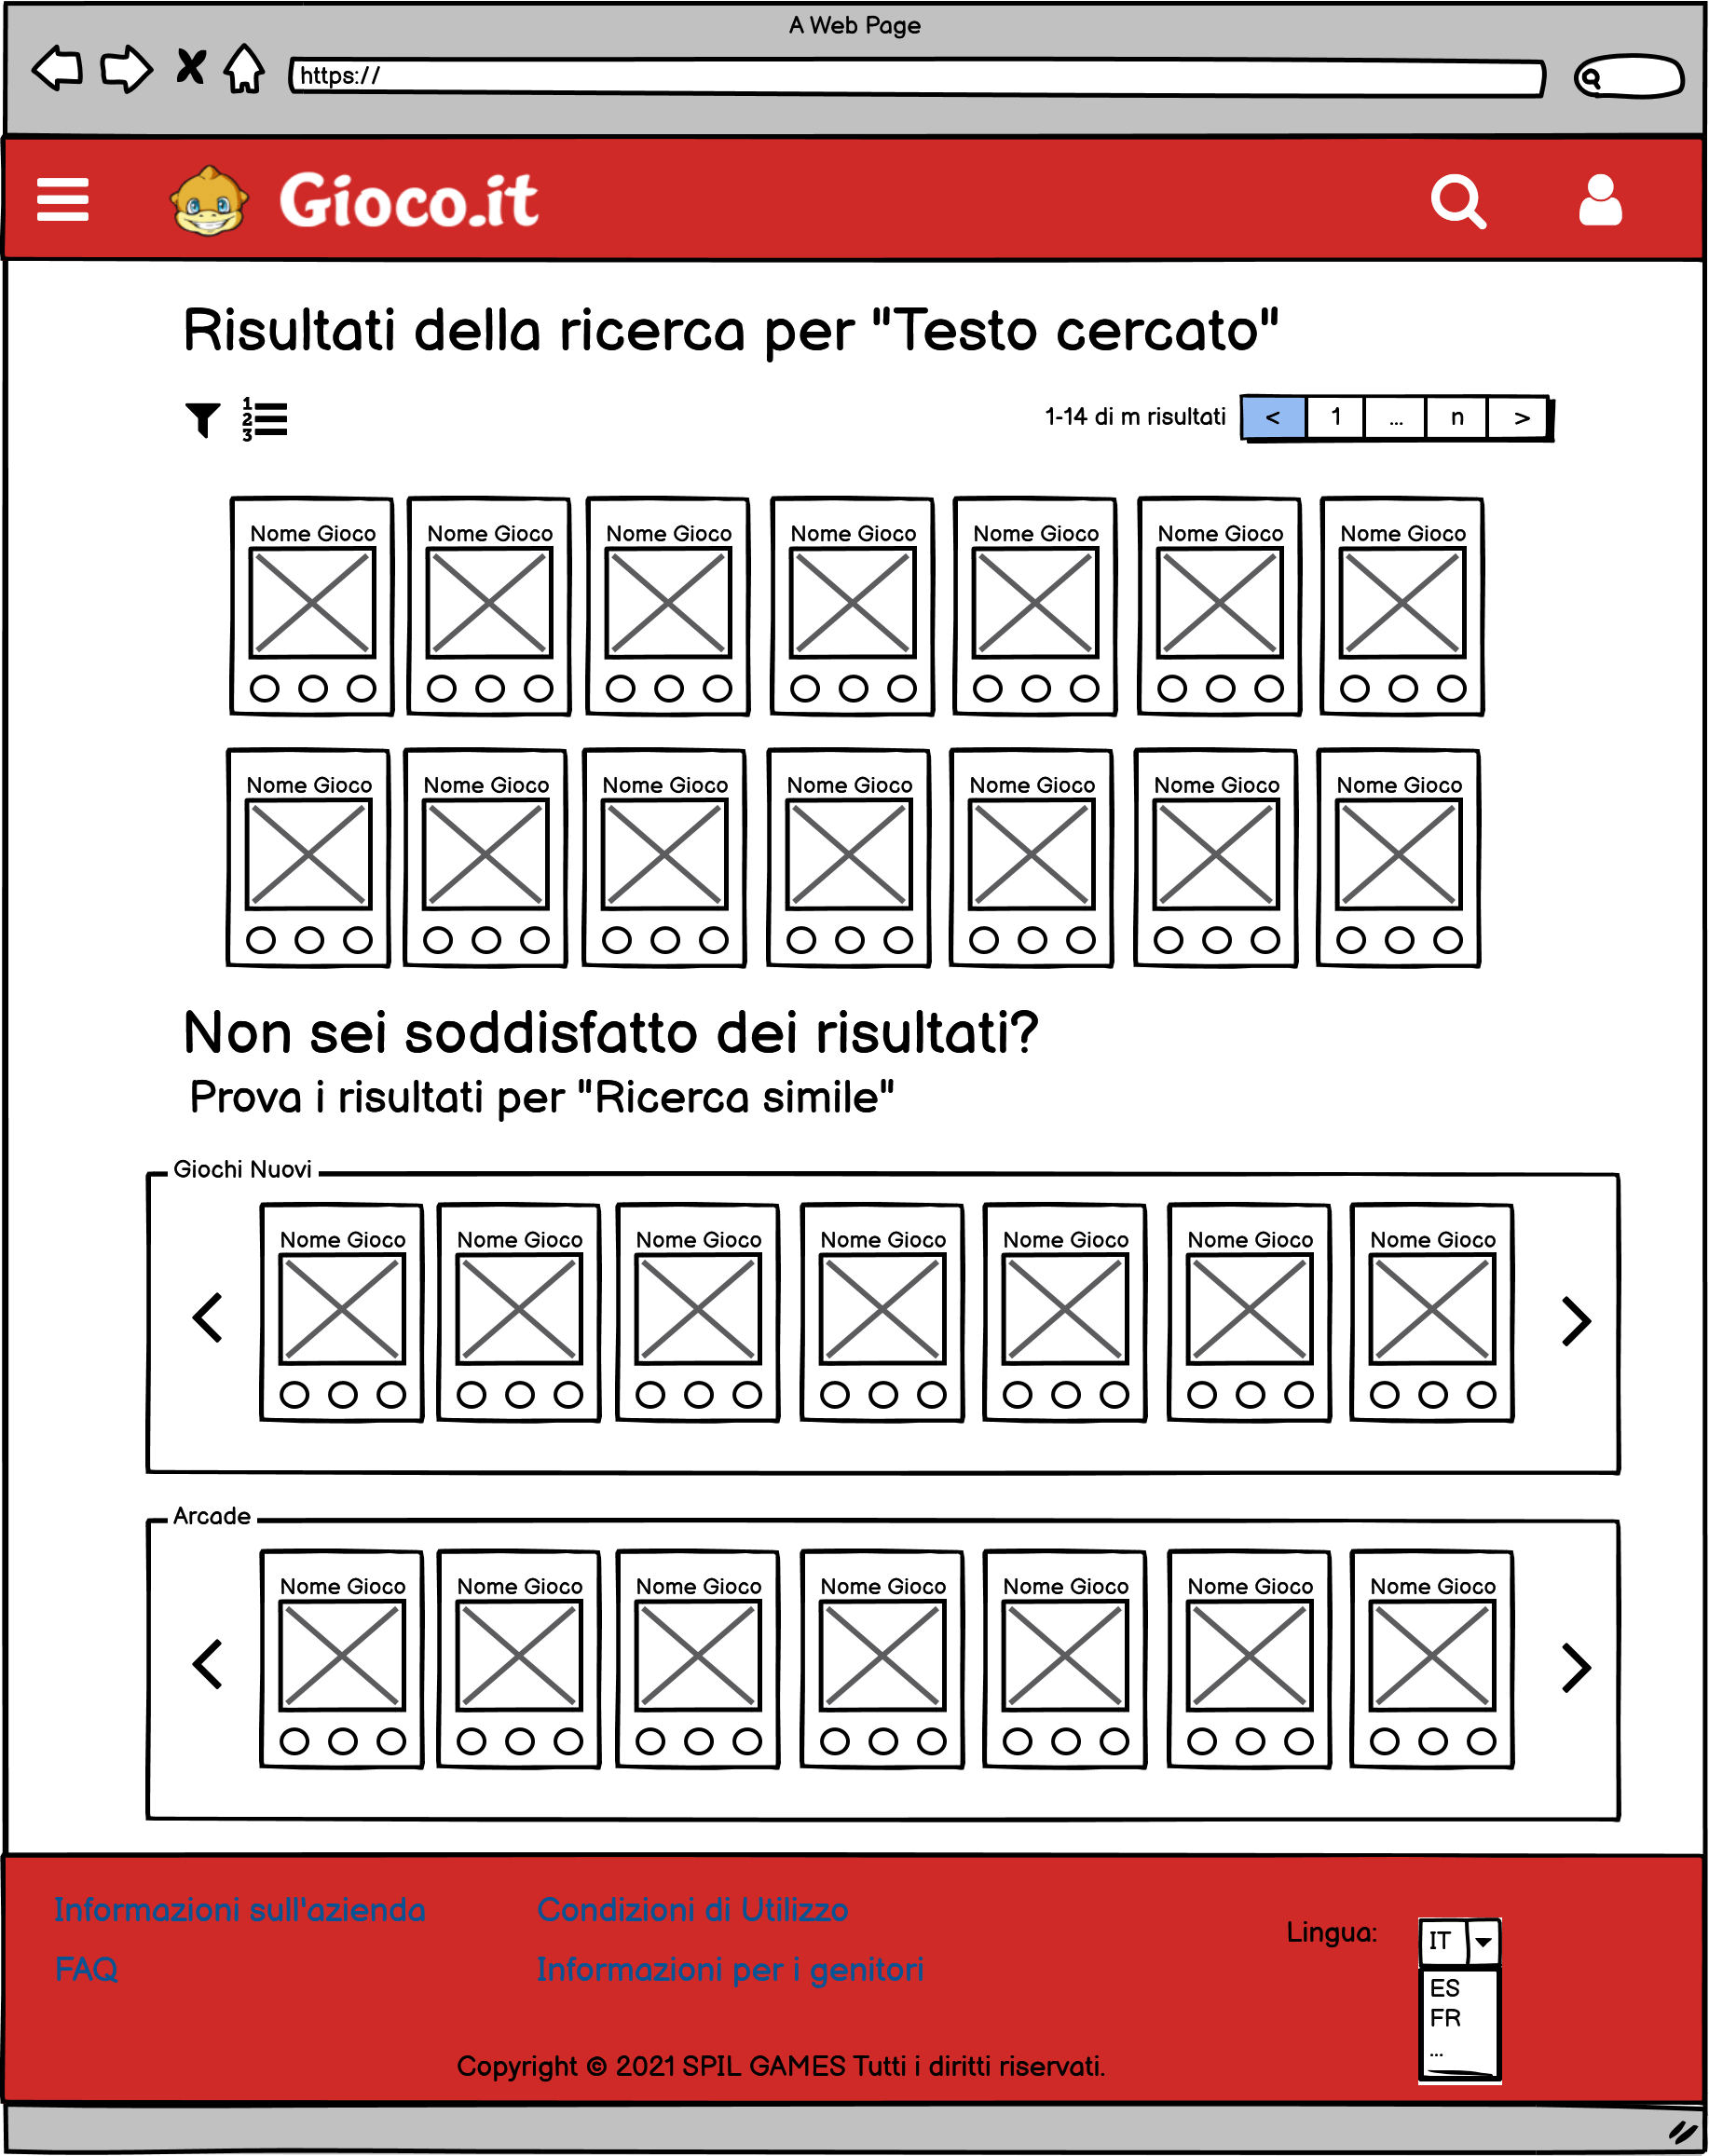 A Web Page
https://
Gioco.it
Risultati della ricerca per "Testo cercato"
1
2
3
1-14 di m risultati < 1 ... n >
Nome Gioco Nome Gioco Nome Gioco Nome Gioco Nome Gioco Nome Gioco Nome Gioco
Nome Gioco Nome Gioco Nome Gioco Nome Gioco Nome Gioco Nome Gioco Nome Gioco
Non sei soddisfatto dei risultati?
Prova i risultati per "Ricerca simile"
Giochi Nuovi
Nome Gioco Nome Gioco Nome Gioco Nome Gioco Nome Gioco Nome Gioco Nome Gioco
Arcade
Nome Gioco Nome Gioco Nome Gioco Nome Gioco Nome Gioco Nome Gioco Nome Gioco
Informazioni sull'azienda Condizioni di Utilizzo
Lingua: IT
FAQ Informazioni per i genitori
ES
FR
...
Copyright © 2021 SPIL GAMES Tutti i diritti riservati.